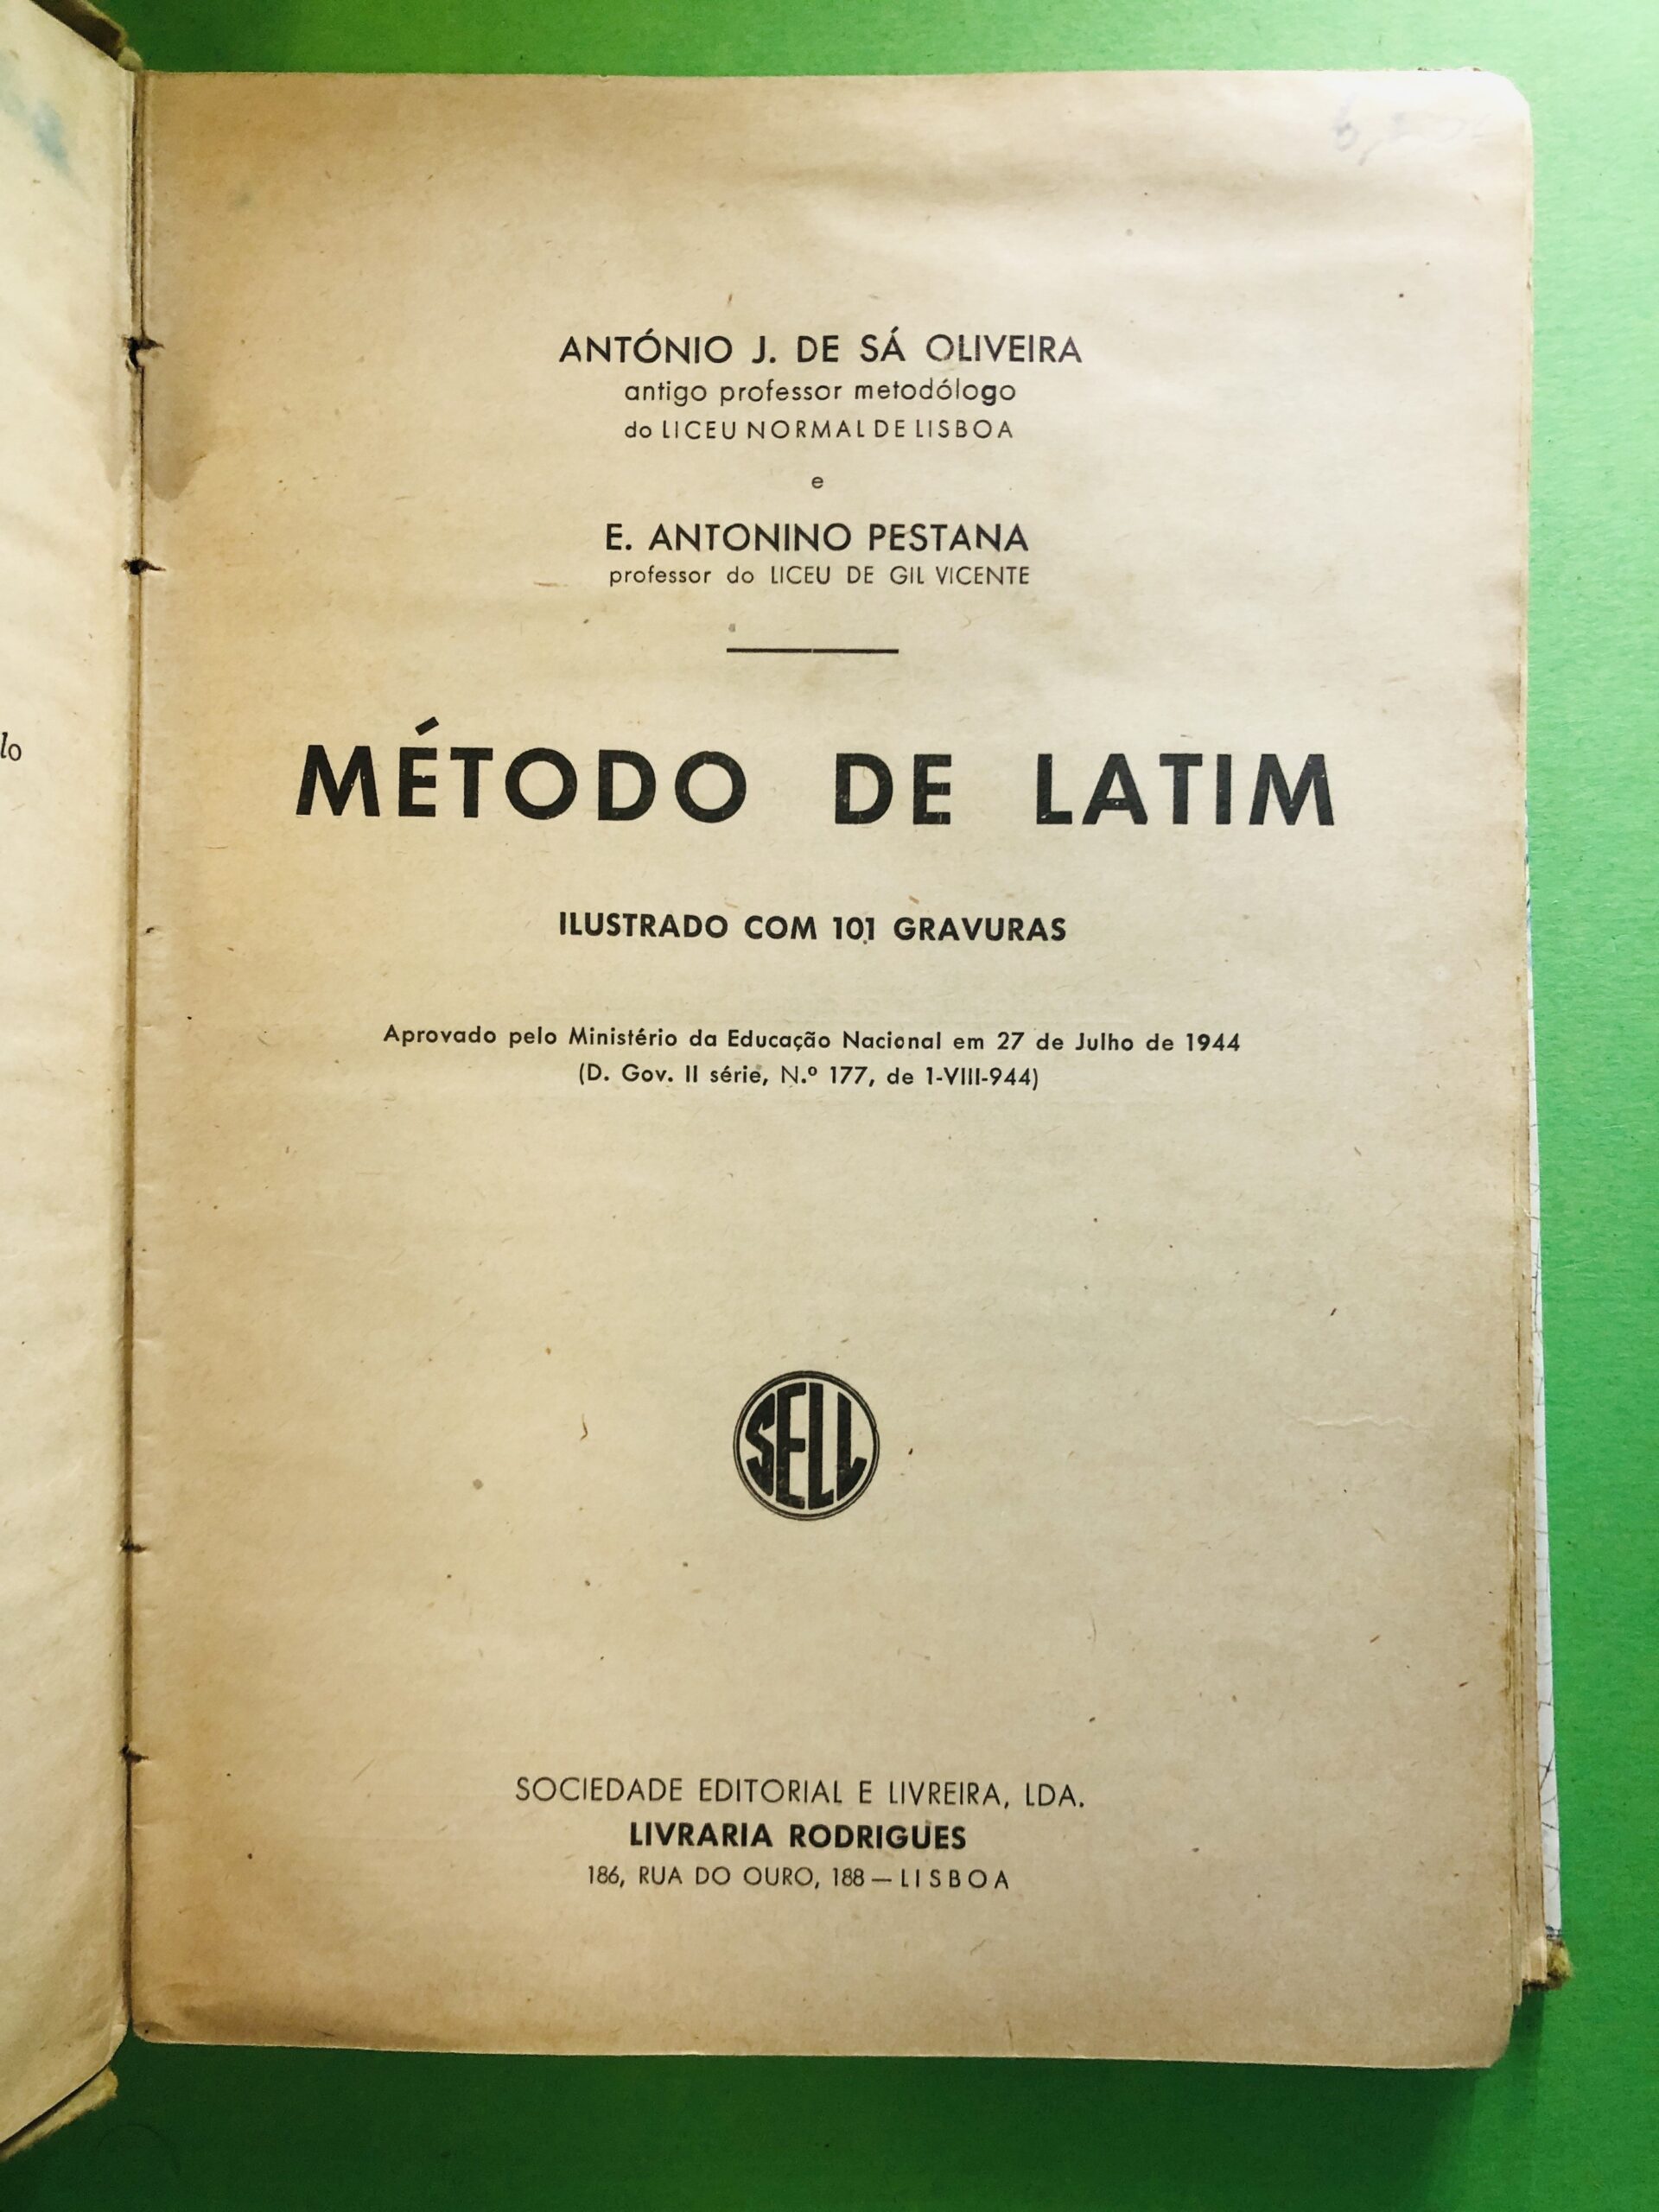 lo
ANTÓNIO J. DE SÁ OLIVEIRA
antigo professor metodólogo
do LICEU NORMAL DE LISBOA
e
E. ANTONINO PESTANA
professor do LICEU DE GIL VICENTE
MÉTODO DE LATIM
ILUSTRADO COM 101 GRAVURAS
Aprovado pelo Ministério da Educação Nacional em 27 de Julho de 1944
(D. Gov. II série, N.º 177, de 1-VIII-944)
SELL
SOCIEDADE EDITORIAL E LIVREIRA, LDA.
LIVRARIA RODRIGUES
186, RUA DO OURO, 188 — LISBOA